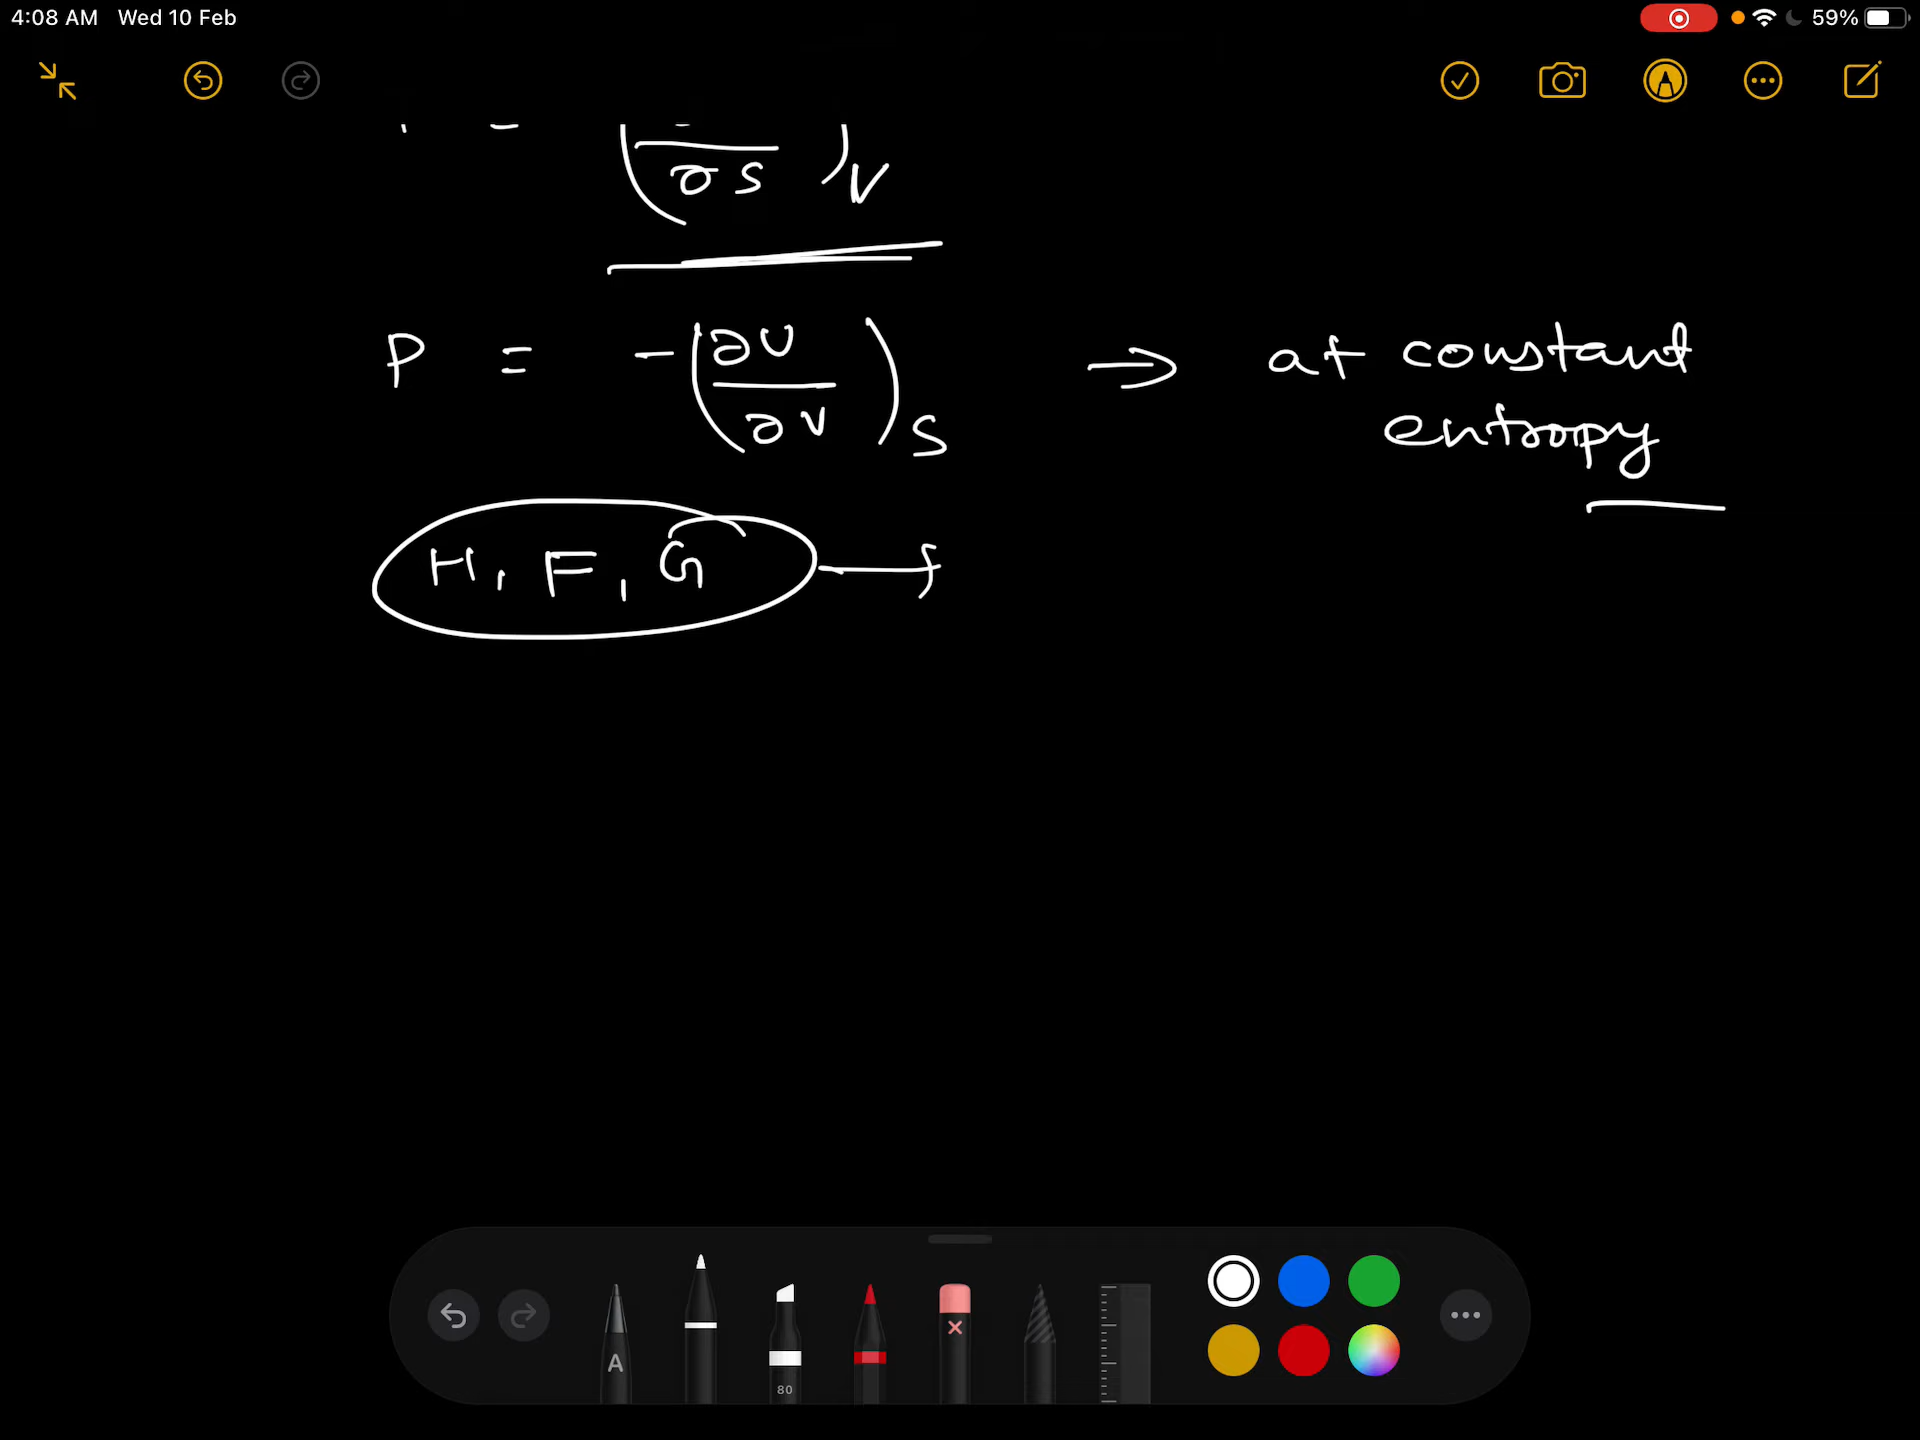 4:08 AM Wed 10 Feb 59%
= ( / ∂S )V
P = -(∂U/∂V)S → at constant
entropy
H, F, G — f
A
80